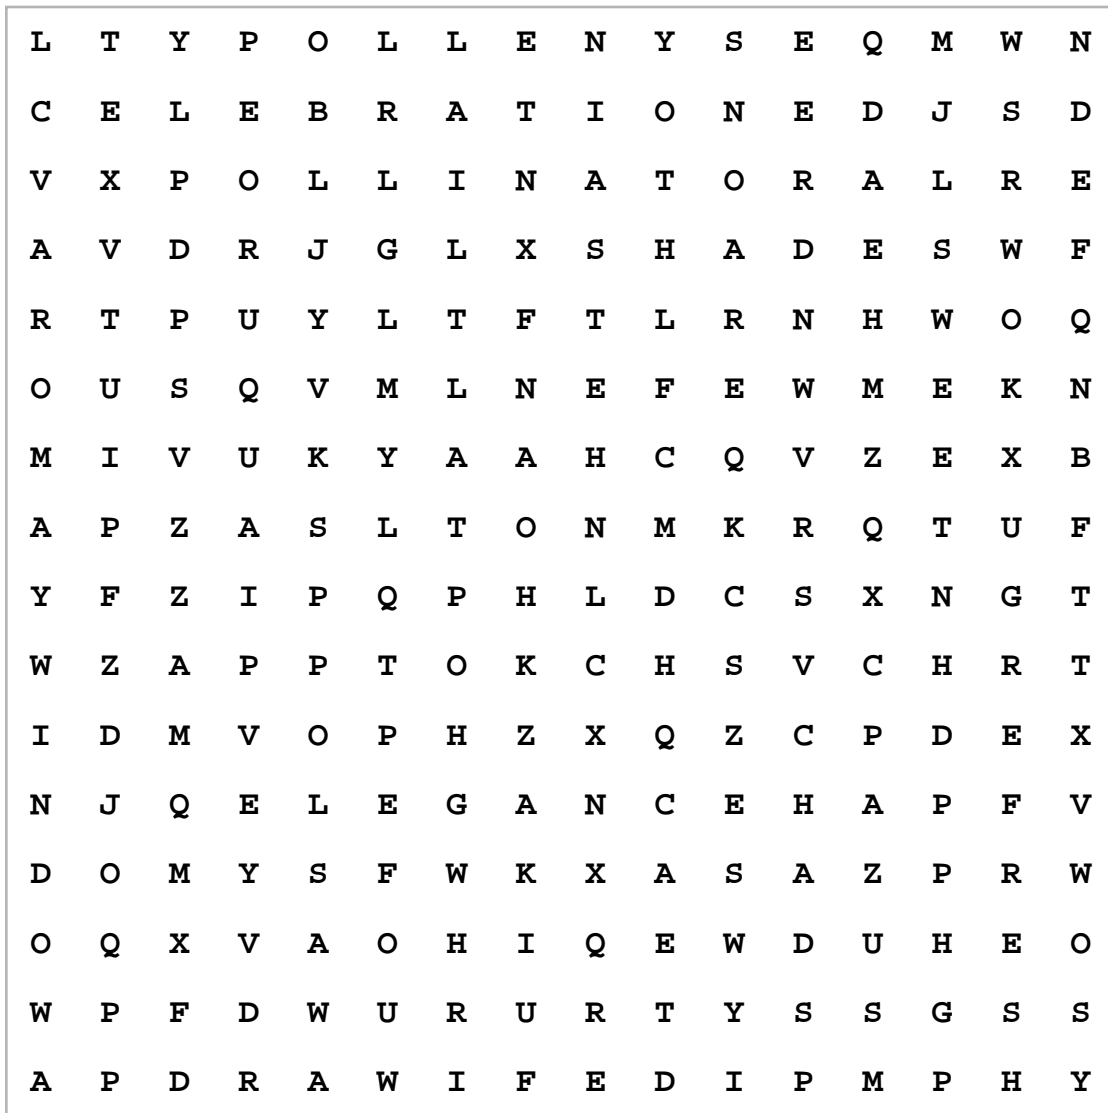 L T Y P O L L E N Y S E Q M W N
C E L E B R A T I O N E D J S D
V X P O L L I N A T O R A L R E
A V D R J G L X S H A D E S W F
R T P U Y L T F T L R N H W O Q
O U S Q V M L N E F E W M E K N
M I V U K Y A A H C Q V Z E X B
A P Z A S L T O N M K R Q T U F
Y F Z I P Q P H L D C S X N G T
W Z A P P T O K C H S V C H R T
I D M V O P H Z X Q Z C P D E X
N J Q E L E G A N C E H A P F V
D O M Y S F W K X A S A Z P R W
O Q X V A O H I Q E W D U H E O
W P F D W U R U R T Y S S G S S
A P D R A W I F E D I P M P H Y